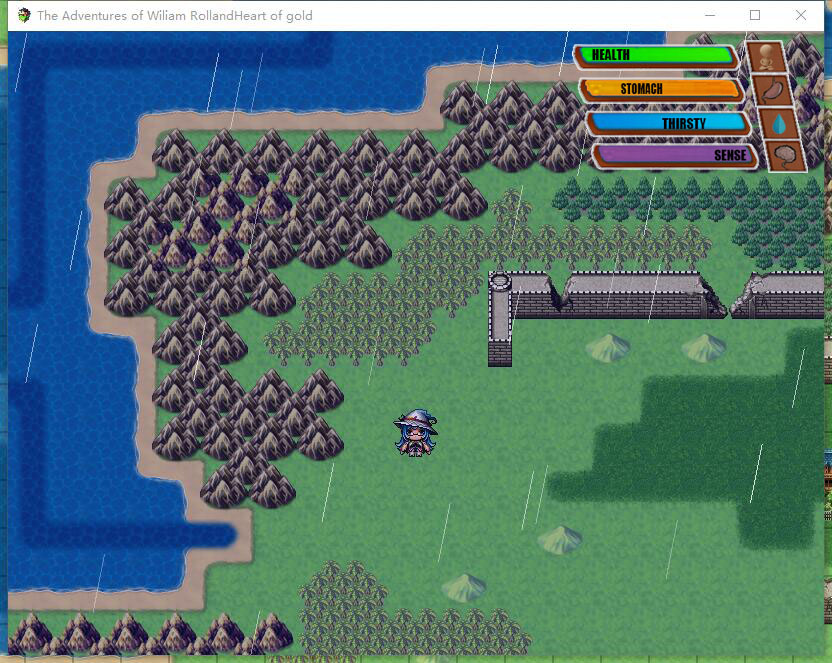 The Adventures of Wiliam RollandHeart of gold
HEALTH
STOMACH
THIRSTY
SENSE